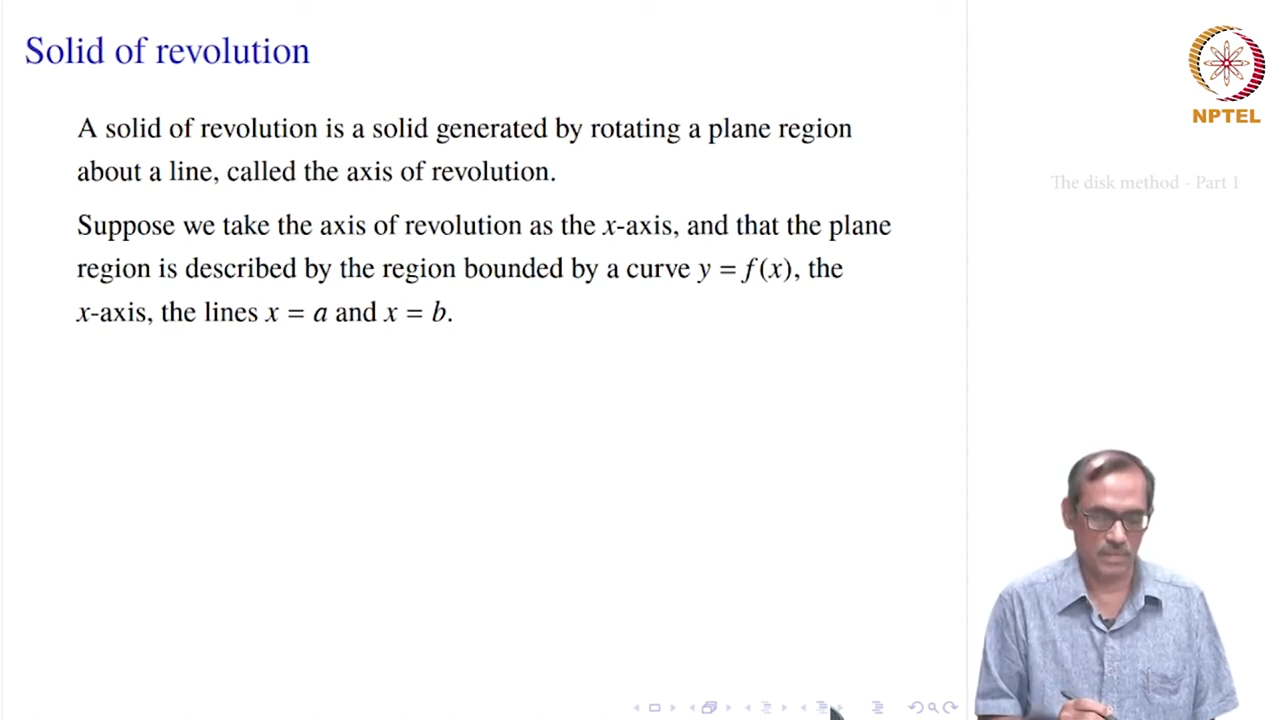 Solid of revolution
A solid of revolution is a solid generated by rotating a plane region
about a line, called the axis of revolution.
Suppose we take the axis of revolution as the x-axis, and that the plane
region is described by the region bounded by a curve y = f(x), the
x-axis, the lines x = a and x = b.
NPTEL
The disk method - Part 1